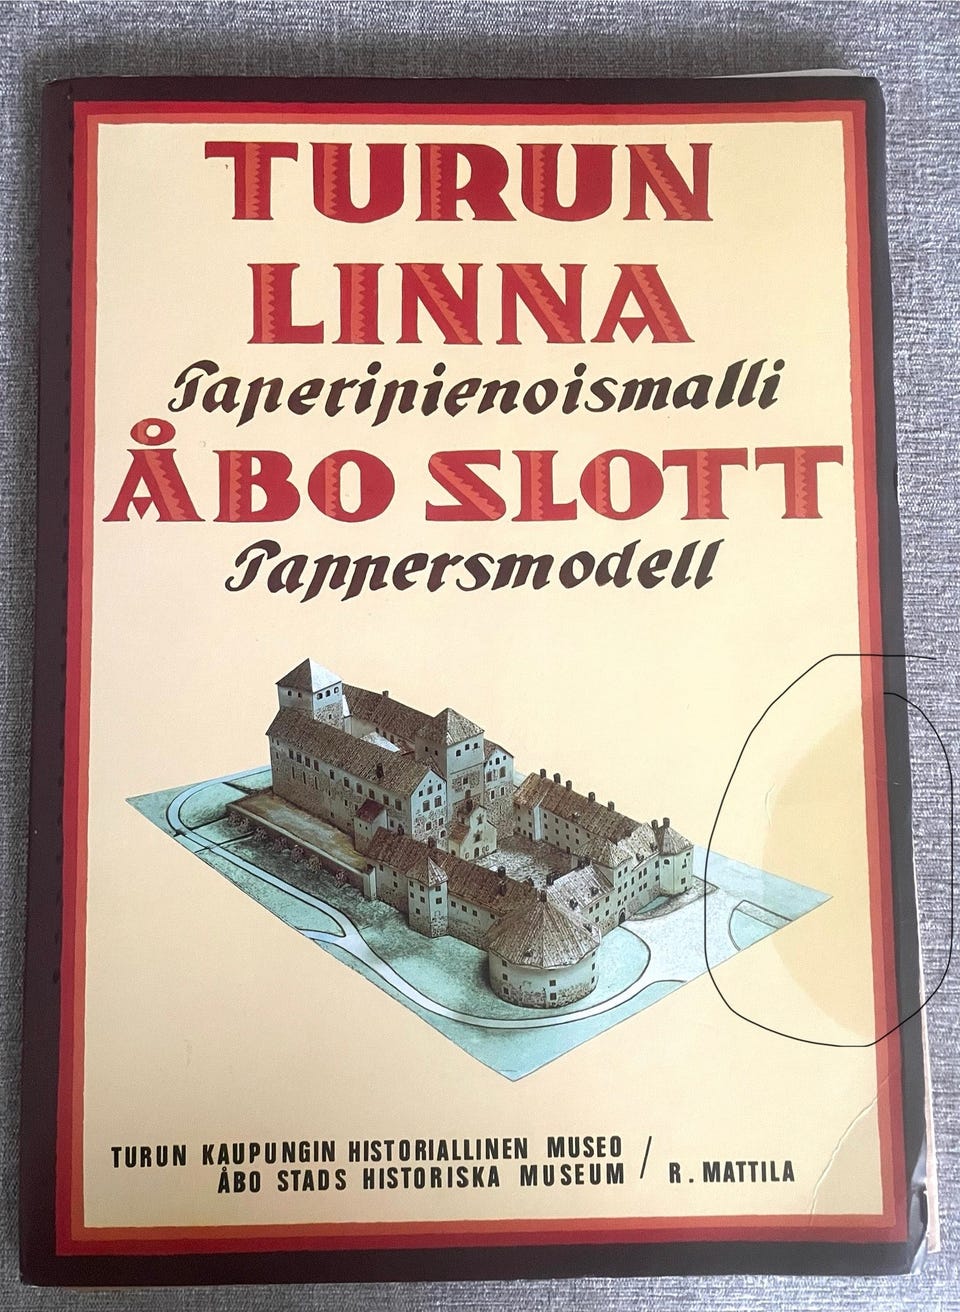 TURUN
LINNA
Paperipienoismalli
ÅBO SLOTT
Pappersmodell
TURUN KAUPUNGIN HISTORIALLINEN MUSEO /
ÅBO STADS HISTORISKA MUSEUM / R. MATTILA